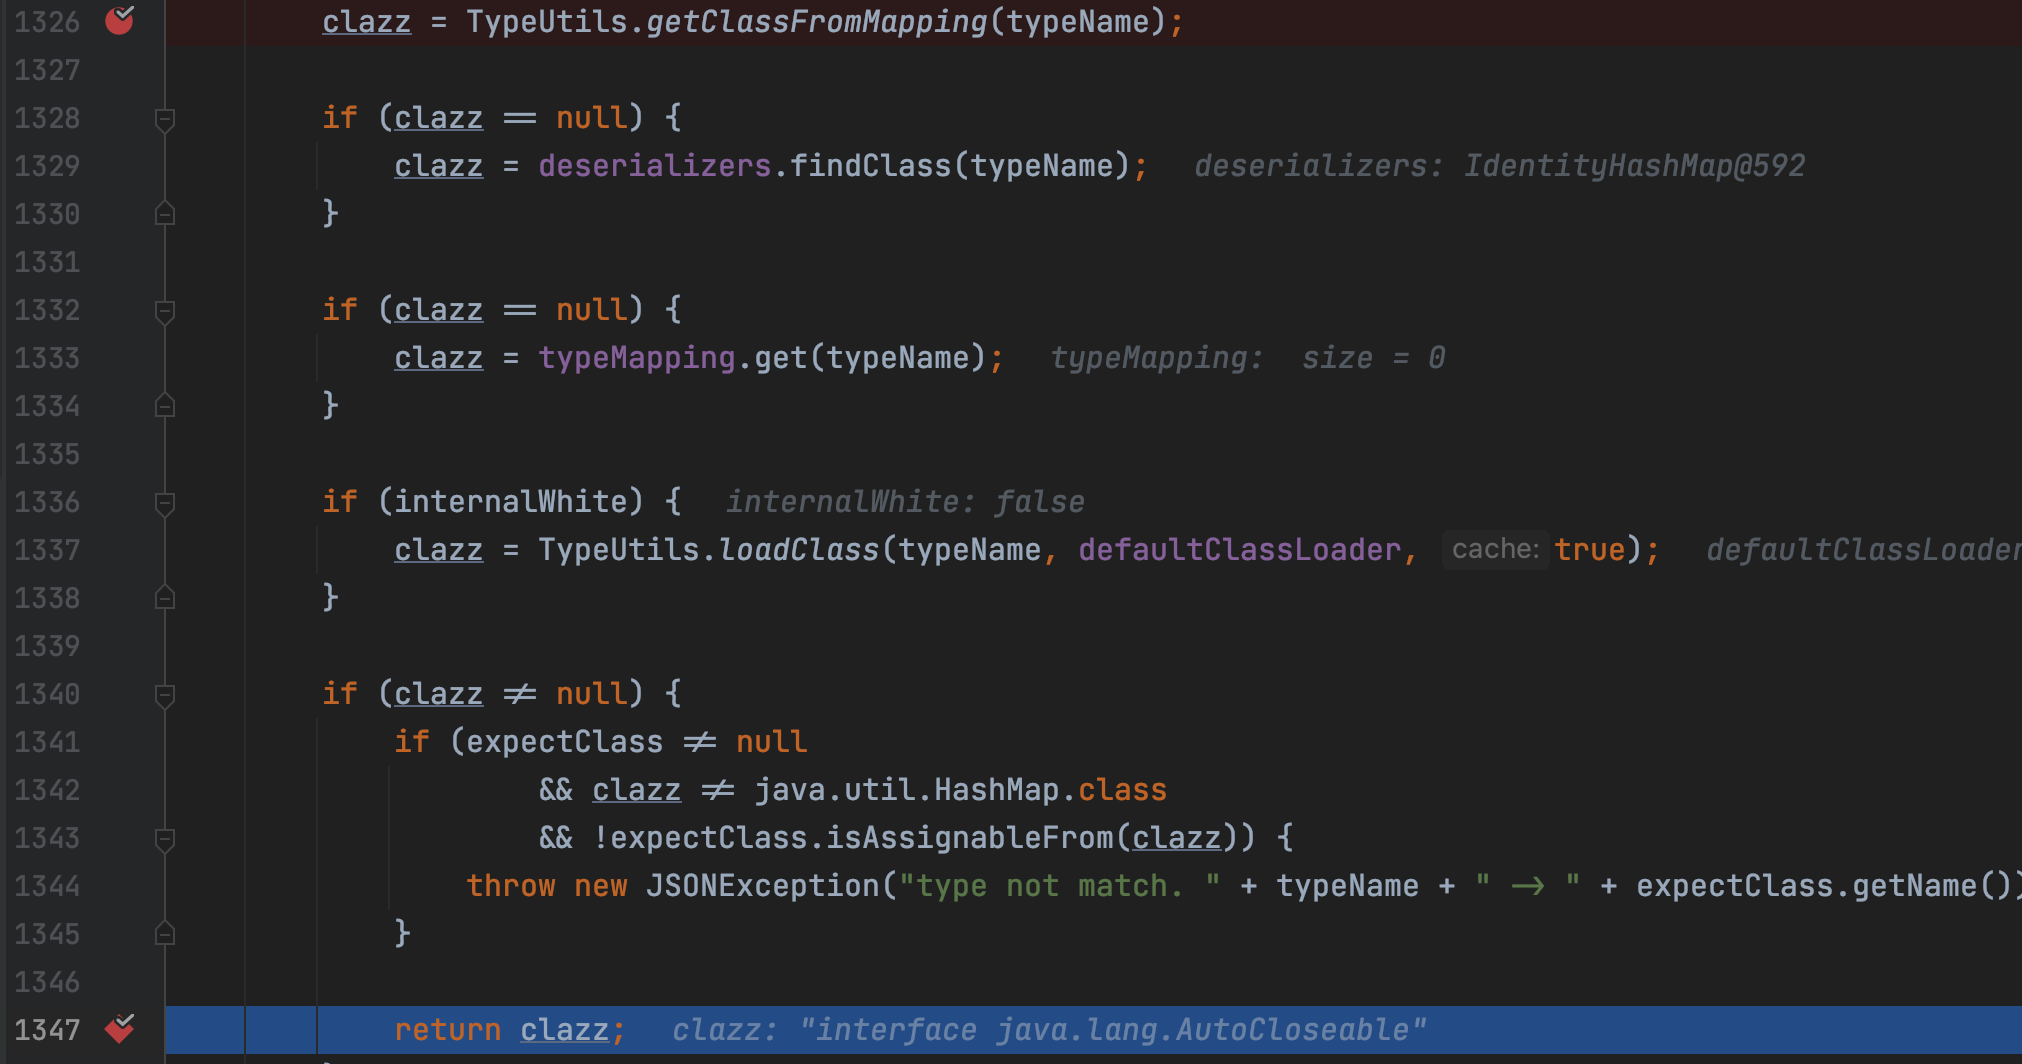 1326 clazz = TypeUtils.getClassFromMapping(typeName);
1327
1328 if (clazz == null) {
1329 clazz = deserializers.findClass(typeName); deserializers: IdentityHashMap@592
1330 }
1331
1332 if (clazz == null) {
1333 clazz = typeMapping.get(typeName); typeMapping: size = 0
1334 }
1335
1336 if (internalWhite) { internalWhite: false
1337 clazz = TypeUtils.loadClass(typeName, defaultClassLoader, cache: true); defaultClassLoader
1338 }
1339
1340 if (clazz != null) {
1341 if (expectClass != null
1342 && clazz != java.util.HashMap.class
1343 && !expectClass.isAssignableFrom(clazz)) {
1344 throw new JSONException("type not match. " + typeName + " -> " + expectClass.getName())
1345 }
1346
1347 return clazz; clazz: "interface java.lang.AutoCloseable"